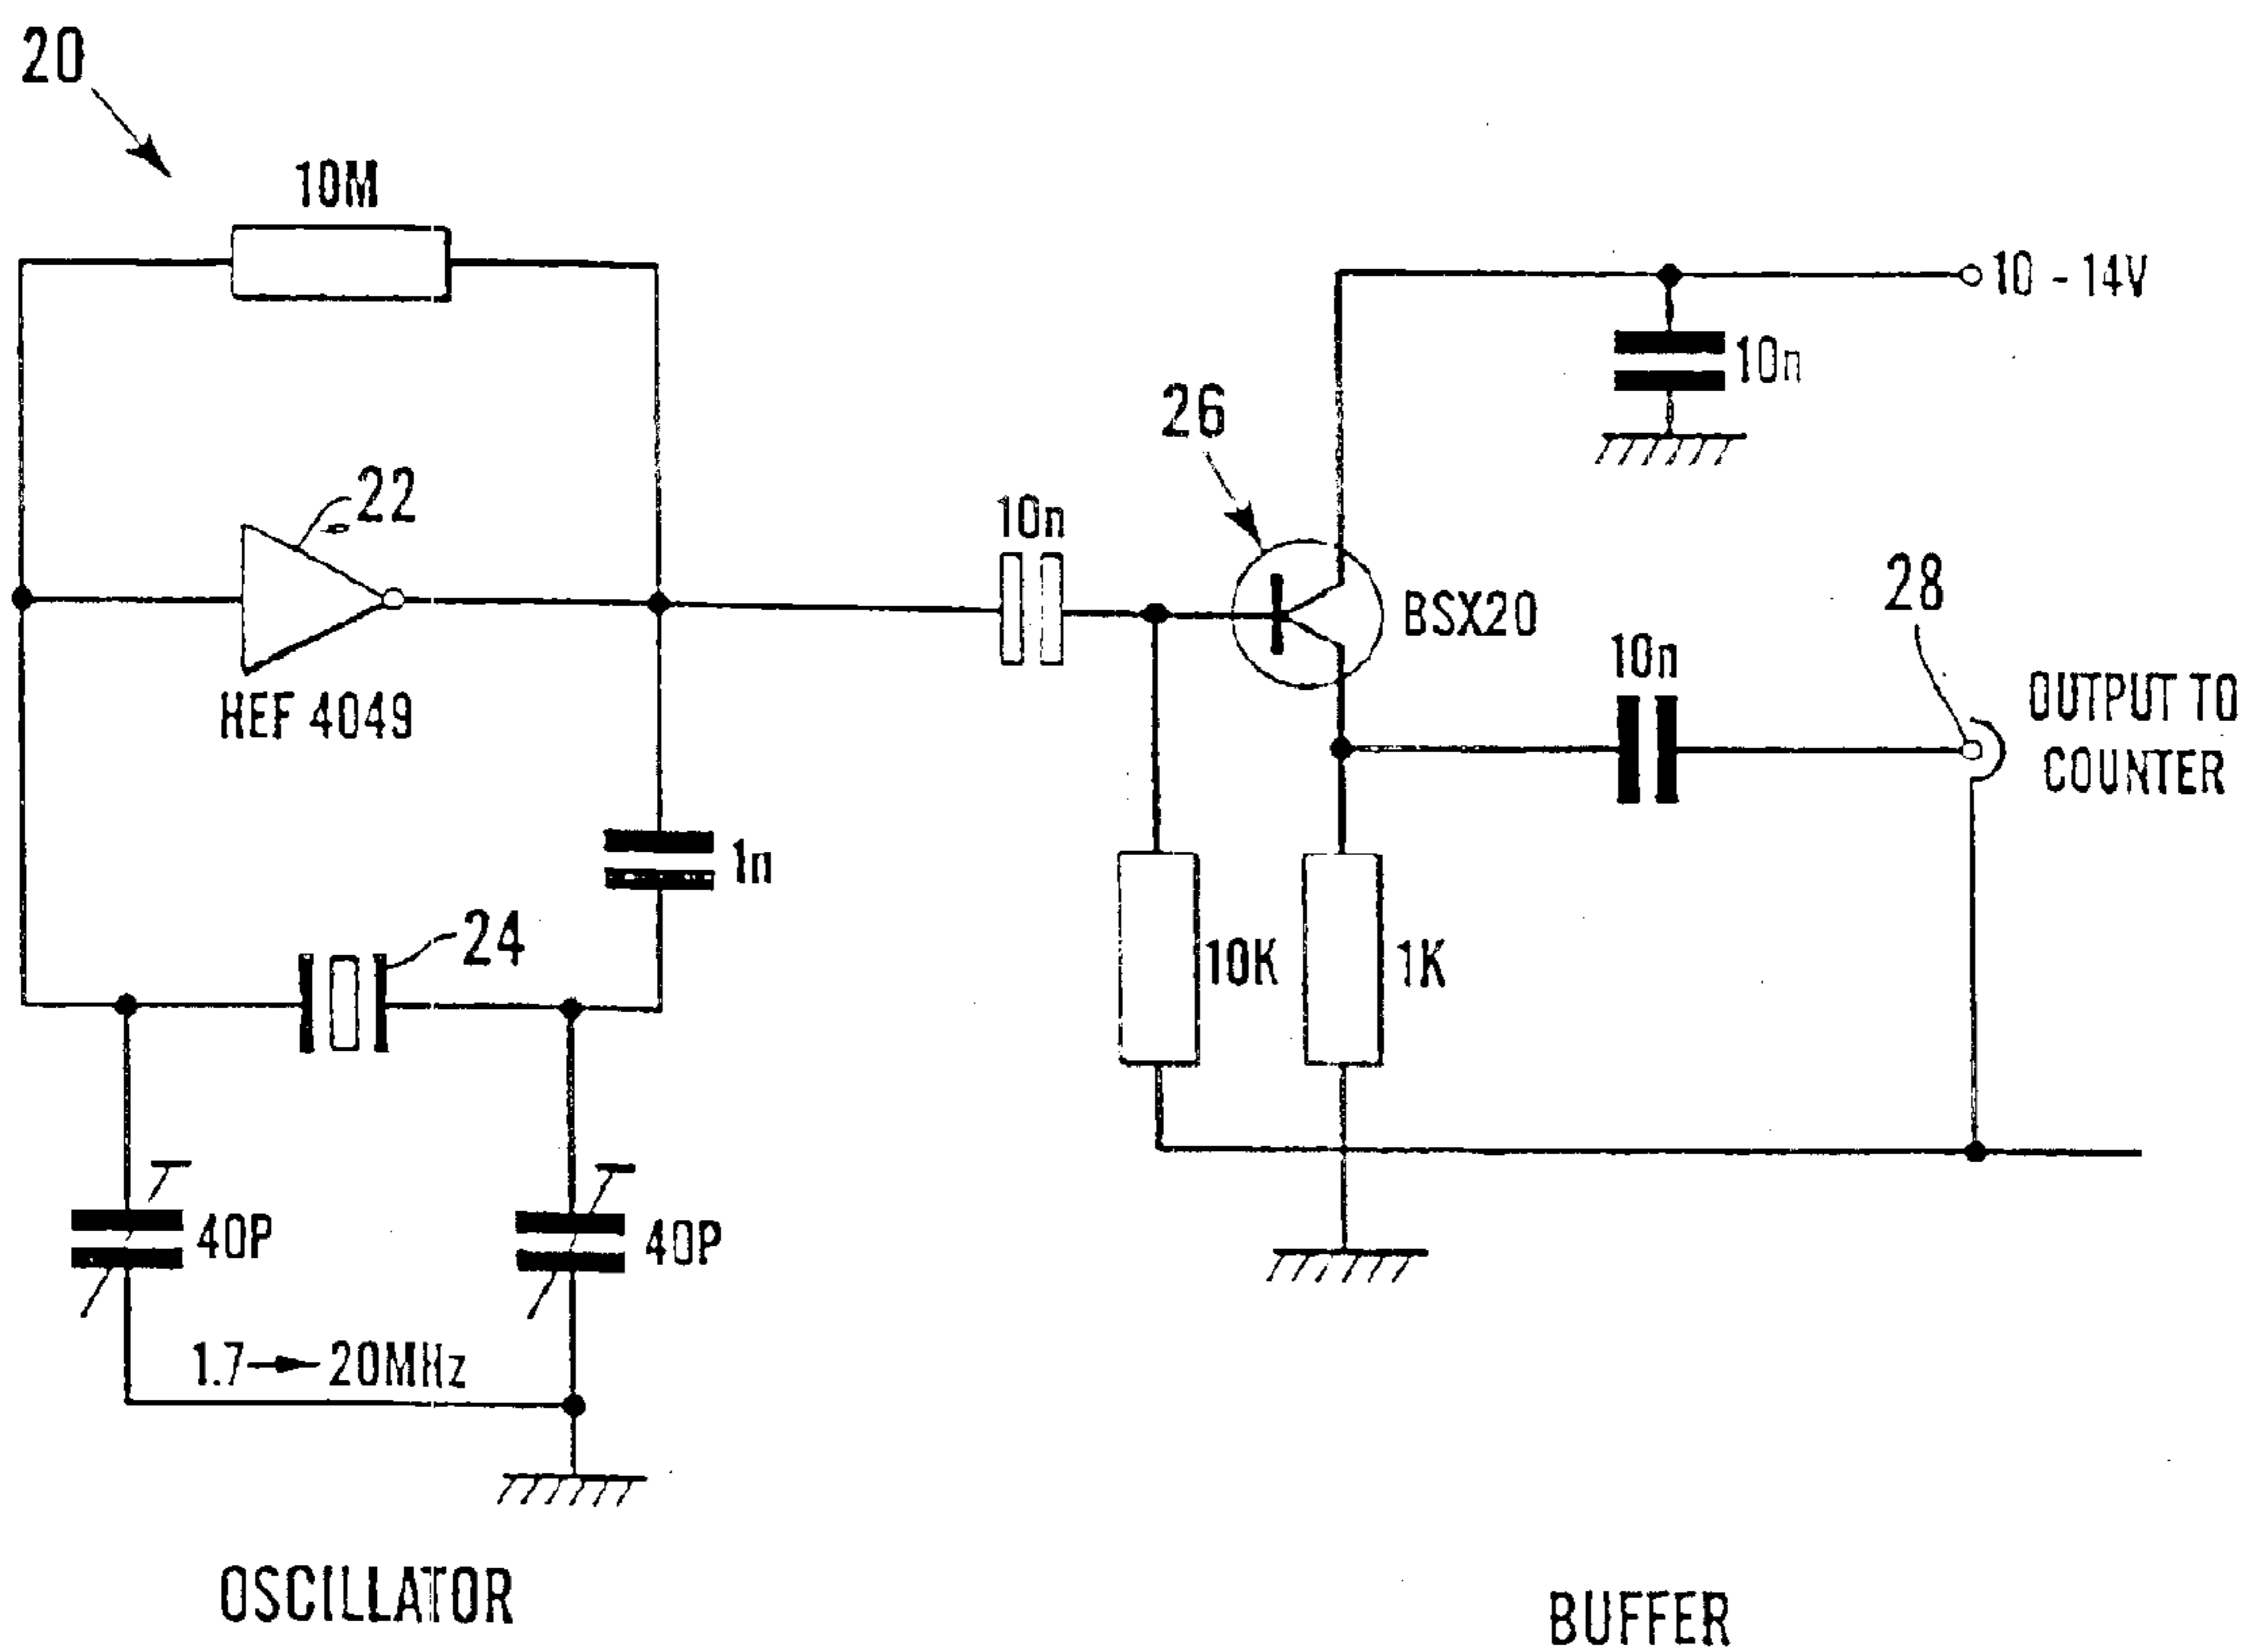 20
10M
22
HEF 4049
1n
24
40P
40P
1.7 → 20MHz
OSCILLATOR
10 - 14V
10n
26
10n
BSX20
28
10n
OUTPUT TO
COUNTER
10K
1K
BUFFER